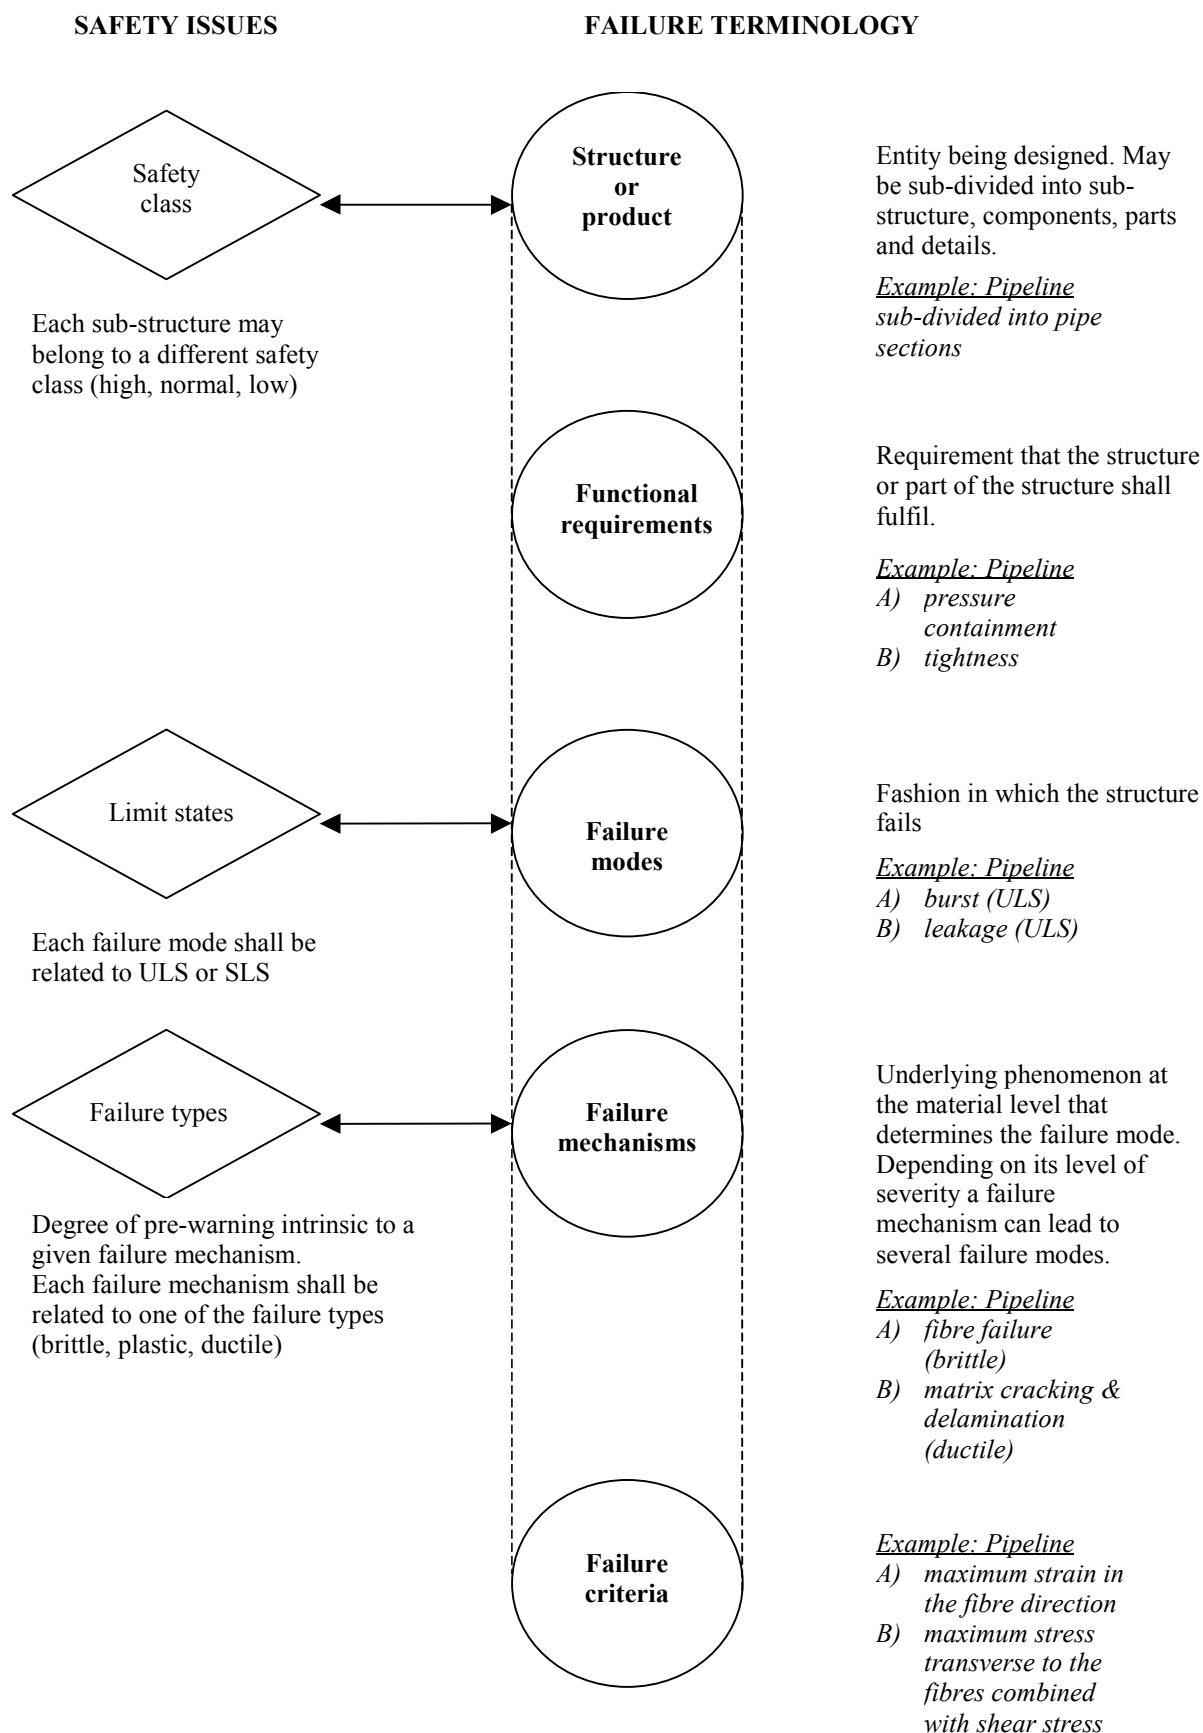 SAFETY ISSUES
FAILURE TERMINOLOGY
Safety
class
Structure
or
product
Entity being designed. May
be sub-divided into sub-
structure, components, parts
and details.
Example: Pipeline
sub-divided into pipe
sections
Each sub-structure may
belong to a different safety
class (high, normal, low)
Functional
requirements
Requirement that the structure
or part of the structure shall
fulfil.
Example: Pipeline
A) pressure
containment
B) tightness
Limit states
Failure
modes
Fashion in which the structure
fails
Example: Pipeline
A) burst (ULS)
B) leakage (ULS)
Each failure mode shall be
related to ULS or SLS
Failure types
Failure
mechanisms
Underlying phenomenon at
the material level that
determines the failure mode.
Depending on its level of
severity a failure
mechanism can lead to
several failure modes.
Example: Pipeline
A) fibre failure
(brittle)
B) matrix cracking &
delamination
(ductile)
Degree of pre-warning intrinsic to a
given failure mechanism.
Each failure mechanism shall be
related to one of the failure types
(brittle, plastic, ductile)
Failure
criteria
Example: Pipeline
A) maximum strain in
the fibre direction
B) maximum stress
transverse to the
fibres combined
with shear stress